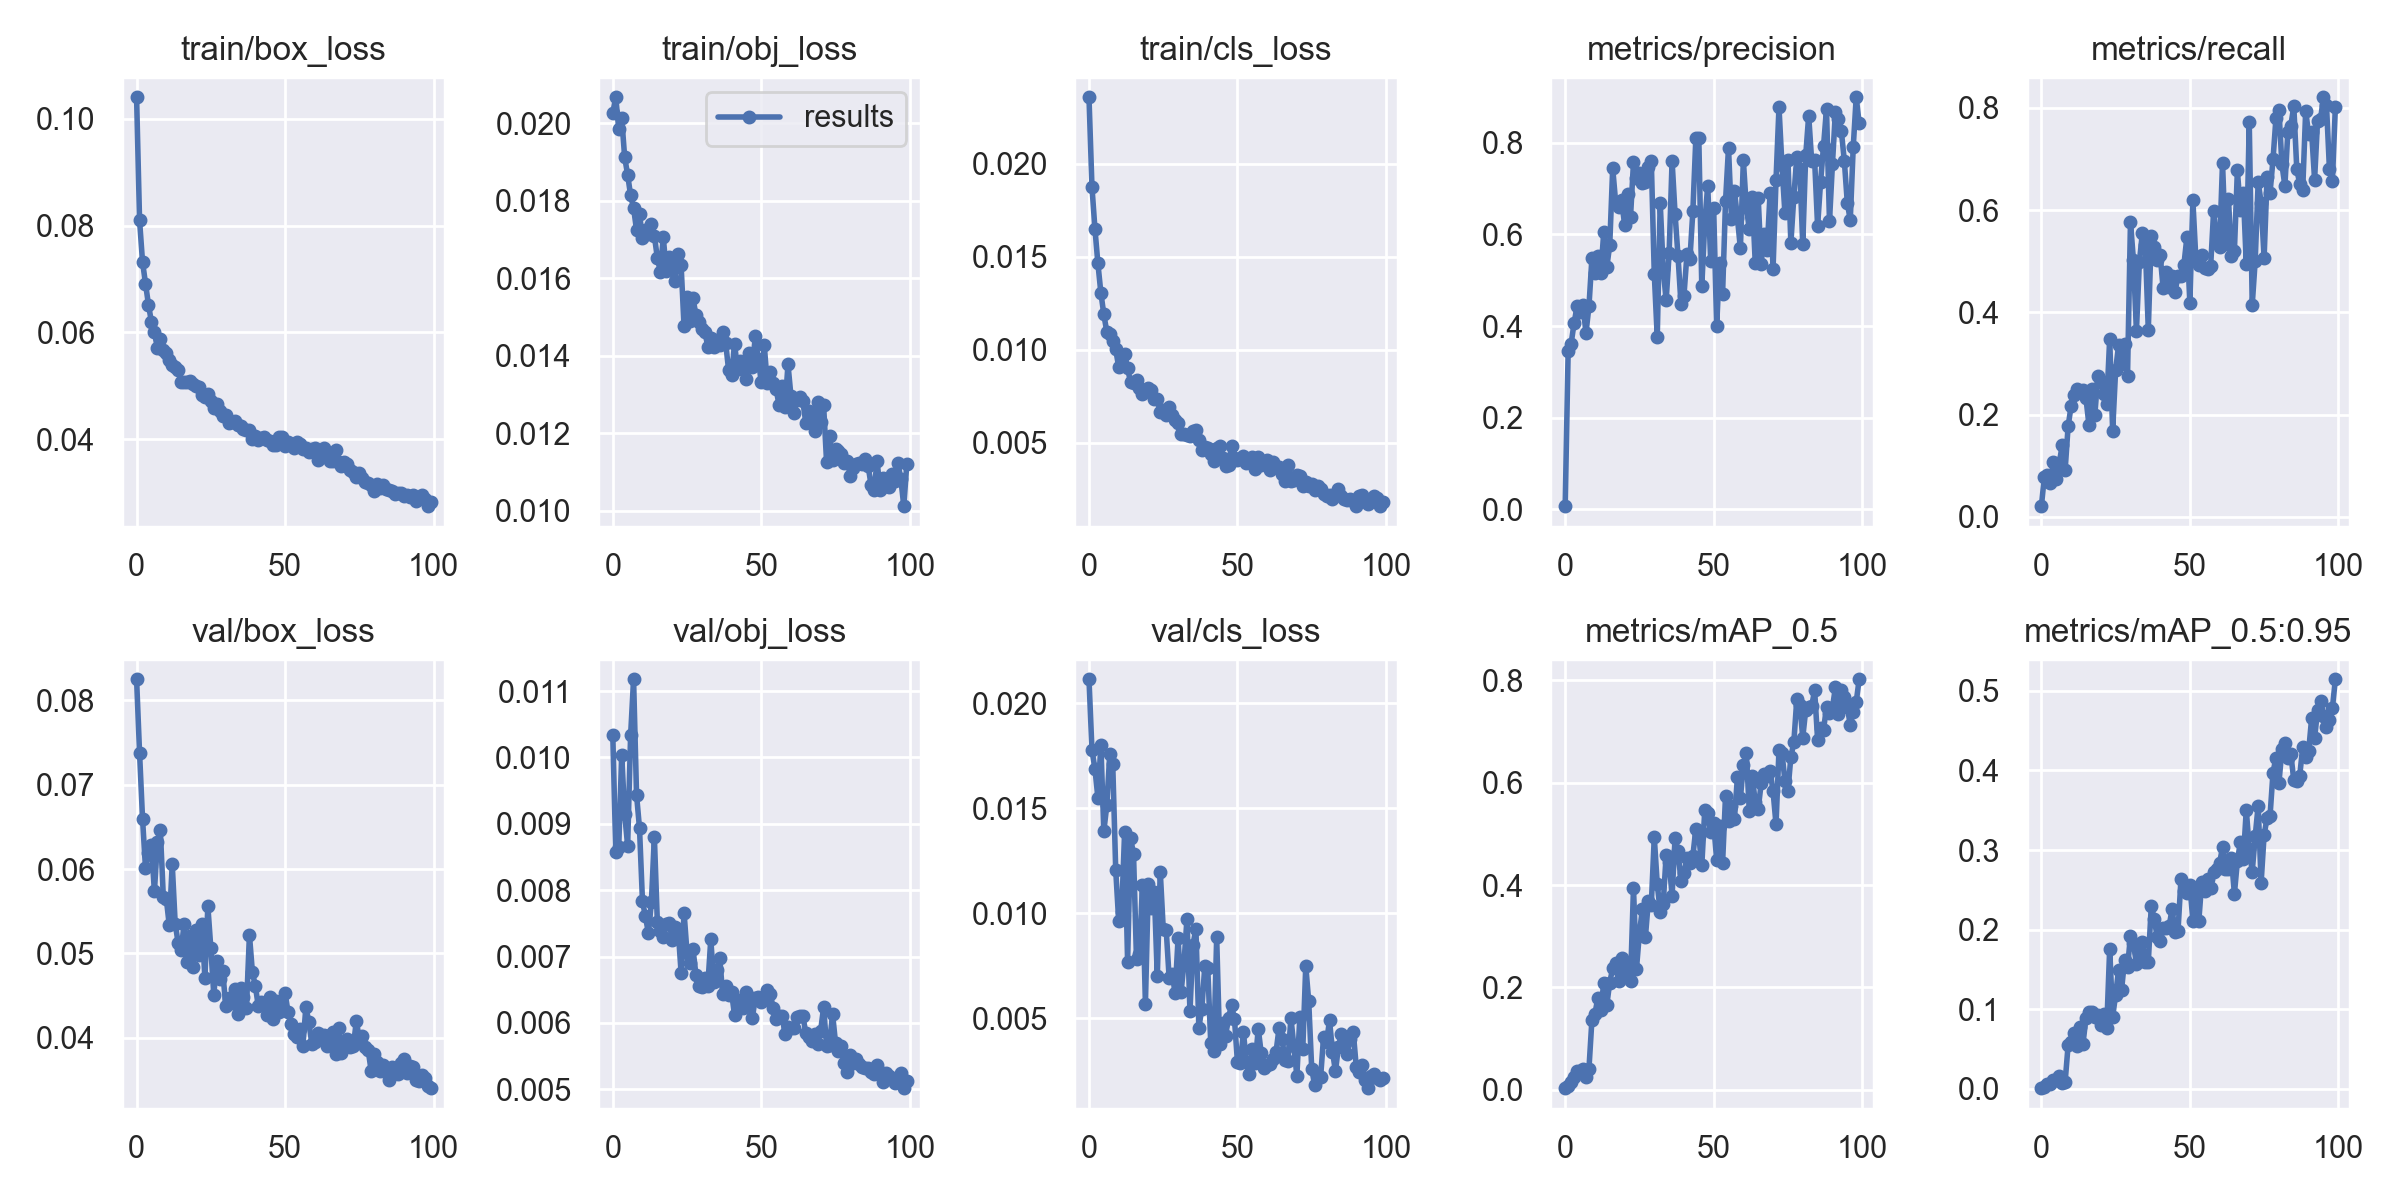 train/box_loss
0.10
0.08
0.06
0.04
0 50 100
train/obj_loss
results
0.020
0.018
0.016
0.014
0.012
0.010
0 50 100
train/cls_loss
0.020
0.015
0.010
0.005
0 50 100
metrics/precision
0.8
0.6
0.4
0.2
0.0
0 50 100
metrics/recall
0.8
0.6
0.4
0.2
0.0
0 50 100
val/box_loss
0.08
0.07
0.06
0.05
0.04
0 50 100
val/obj_loss
0.011
0.010
0.009
0.008
0.007
0.006
0.005
0 50 100
val/cls_loss
0.020
0.015
0.010
0.005
0 50 100
metrics/mAP_0.5
0.8
0.6
0.4
0.2
0.0
0 50 100
metrics/mAP_0.5:0.95
0.5
0.4
0.3
0.2
0.1
0.0
0 50 100